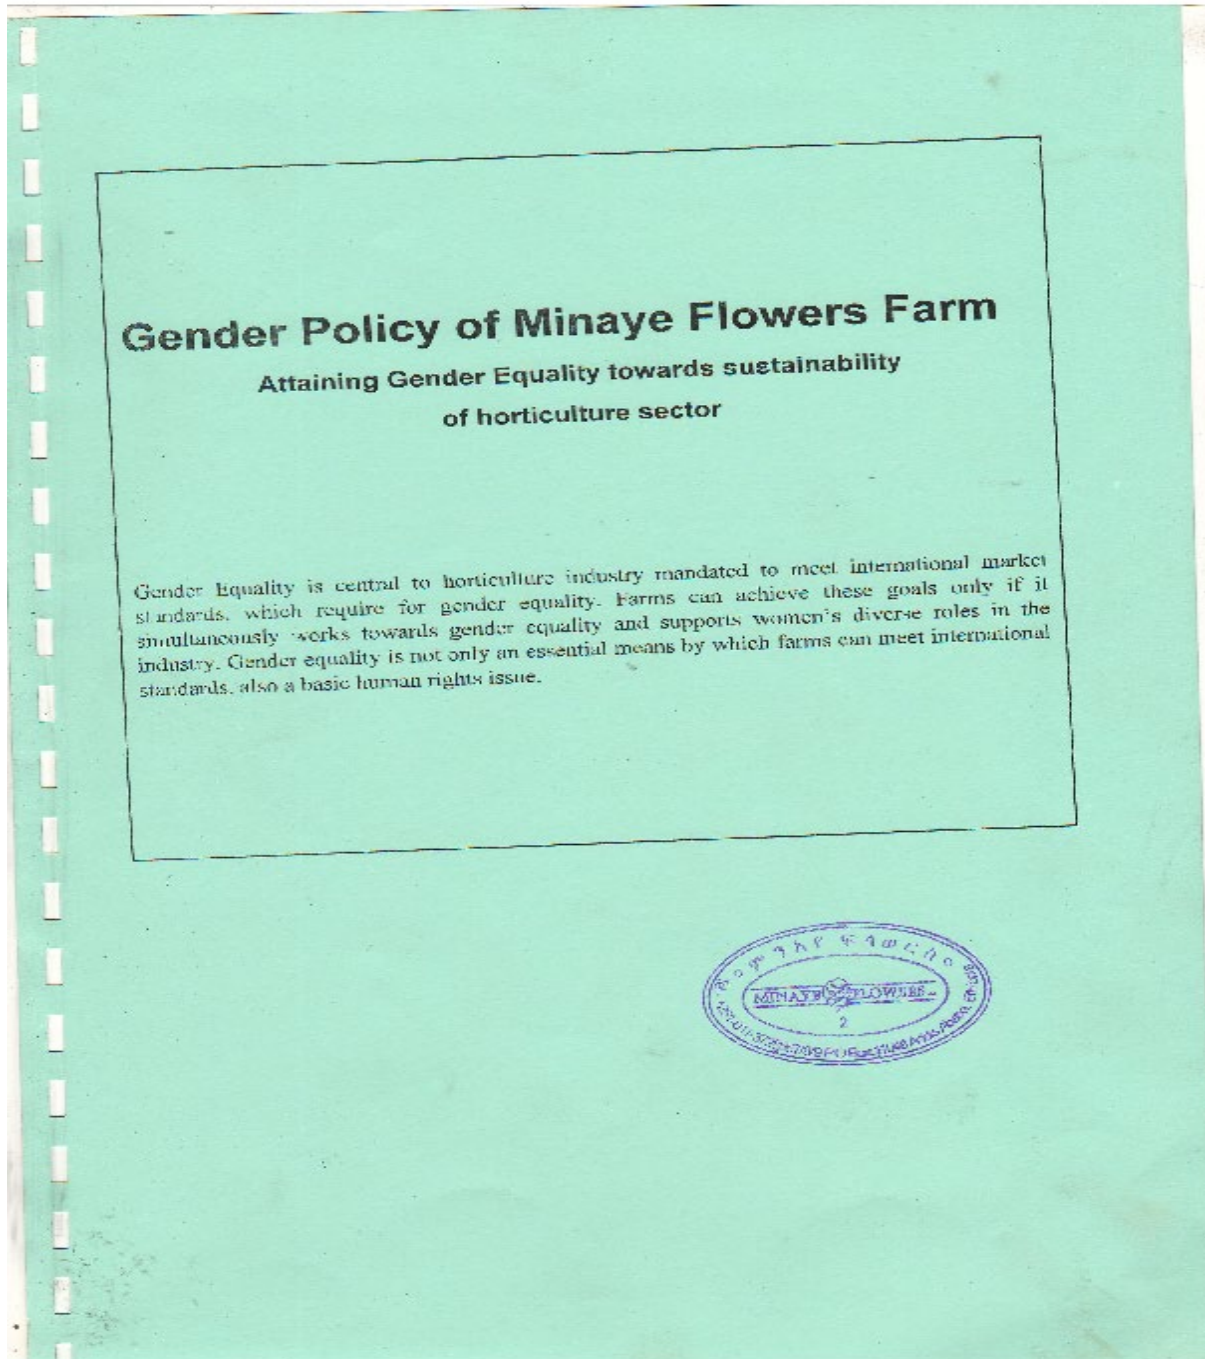 Gender Policy of Minaye Flowers Farm
Attaining Gender Equality towards sustainability
of horticulture sector
Gender Equality is central to horticulture industry mandated to meet international market
standards, which require for gender equality. Farms can achieve these goals only if it
simultaneously works towards gender equality and supports women's diverse roles in the
industry. Gender equality is not only an essential means by which farms can meet international
standards, also a basic human rights issue.
MINAYE FLOWERS
2